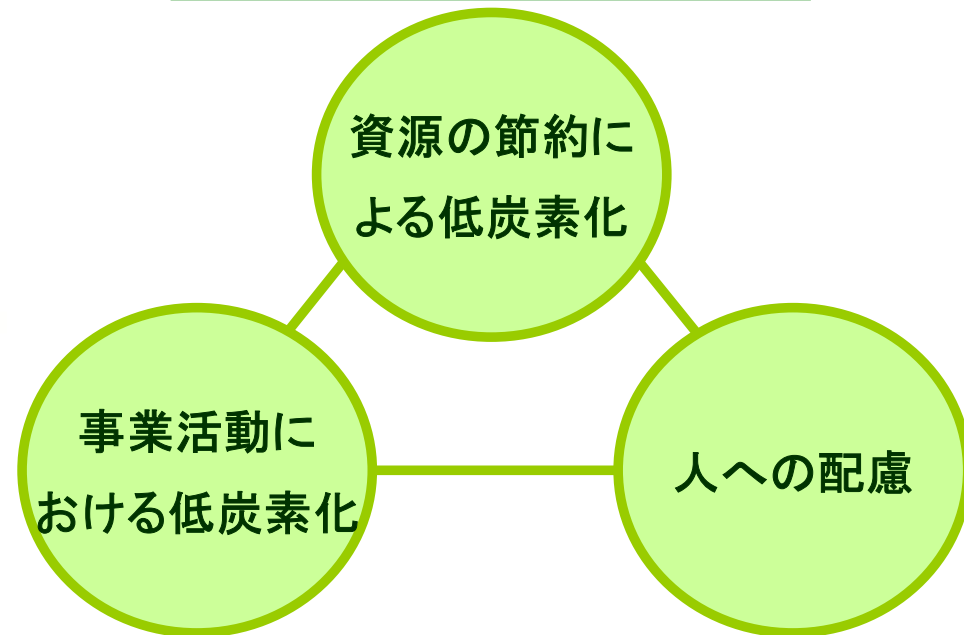 資源の節約に
よる低炭素化
事業活動に
おける低炭素化
人への配慮